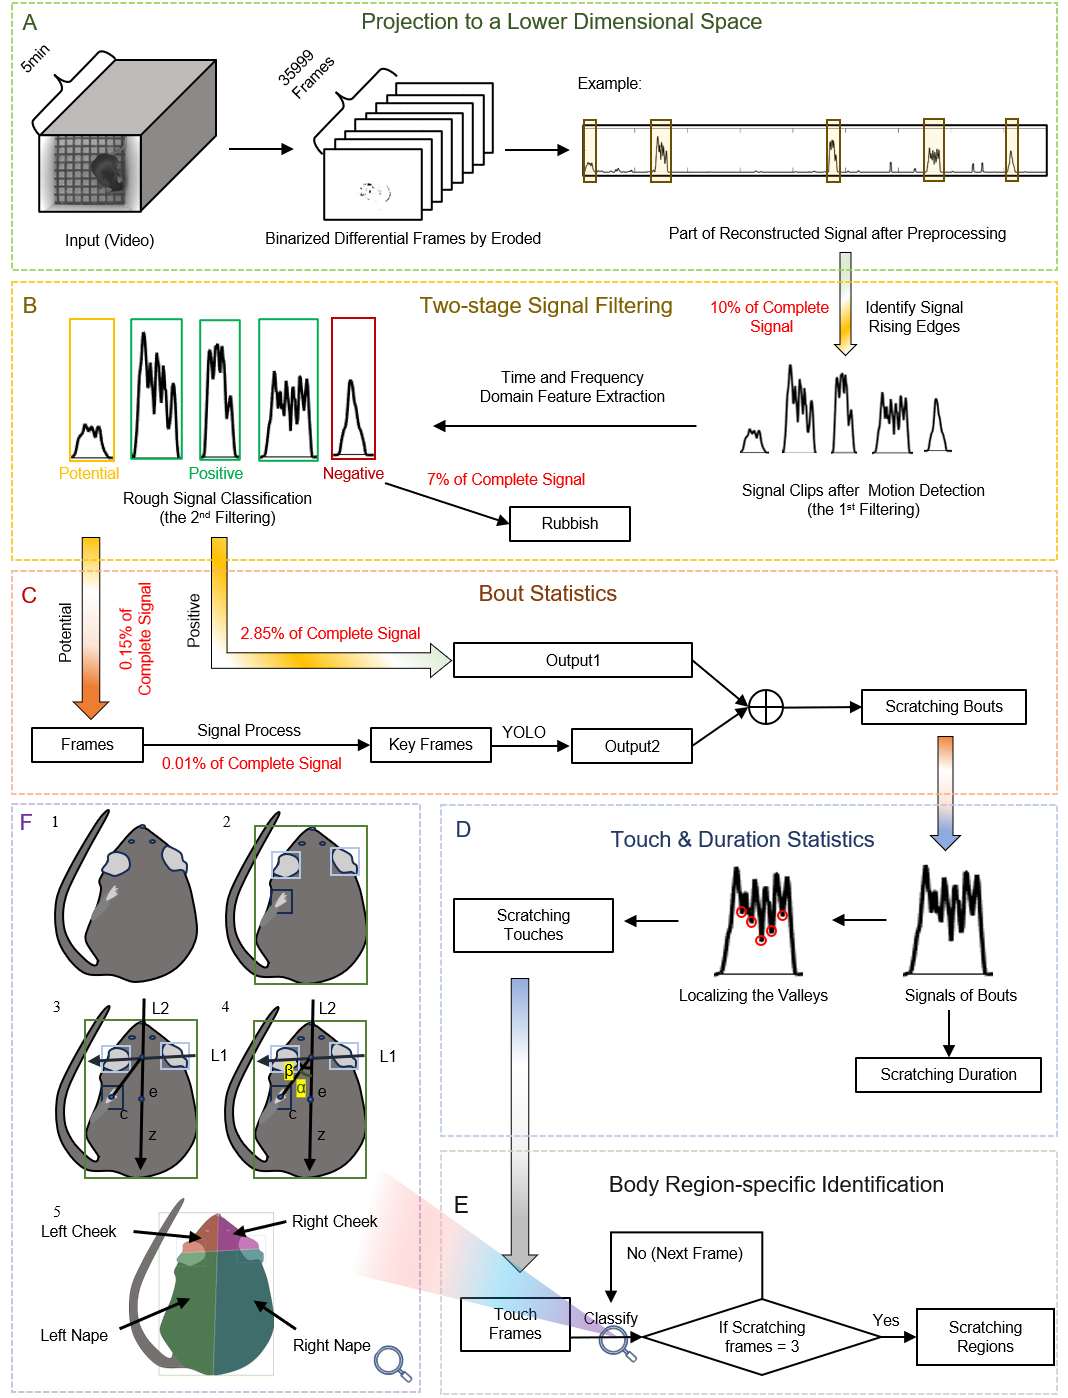 A
Projection to a Lower Dimensional Space
5min
35999
Frames
Example:
Input (Video)
Binarized Differential Frames by Eroded
Part of Reconstructed Signal after Preprocessing
B
Two-stage Signal Filtering
10% of Complete
Signal
Identify Signal
Rising Edges
Time and Frequency
Domain Feature Extraction
Potential
Positive
Negative
7% of Complete Signal
Rough Signal Classification
(the 2nd Filtering)
Rubbish
Signal Clips after Motion Detection
(the 1st Filtering)
C
Bout Statistics
Potential
0.15% of
Complete Signal
Positive
2.85% of Complete Signal
Output1
Scratching Bouts
Frames
Signal Process
0.01% of Complete Signal
Key Frames
YOLO
Output2
F
1
2
3
L2
L1
e
c
z
4
L2
L1
β
α
e
c
z
5
Left Cheek
Right Cheek
Left Nape
Right Nape
D
Touch & Duration Statistics
Scratching
Touches
Localizing the Valleys
Signals of Bouts
Scratching Duration
E
Body Region-specific Identification
No (Next Frame)
Touch
Frames
Classify
If Scratching
frames = 3
Yes
Scratching
Regions